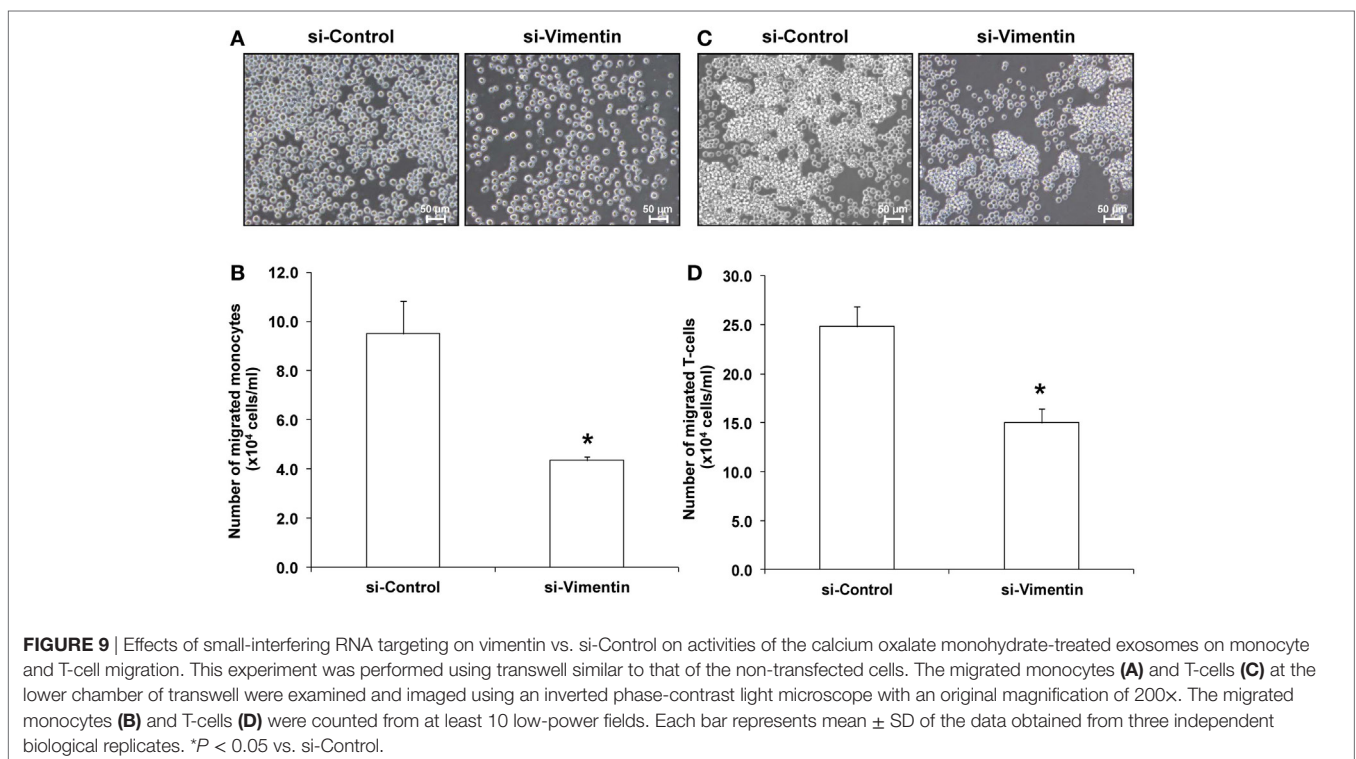 A
si-Control
si-Vimentin
C
si-Control
si-Vimentin
50 µm
50 µm
50 µm
50 µm
B
Number of migrated monocytes
(x10⁴ cells/ml)
12.0
10.0
8.0
6.0
4.0
2.0
0.0
*
si-Control
si-Vimentin
D
Number of migrated T-cells
(x10⁴ cells/ml)
30.0
25.0
20.0
15.0
10.0
5.0
0.0
*
si-Control
si-Vimentin
FIGURE 9 | Effects of small-interfering RNA targeting on vimentin vs. si-Control on activities of the calcium oxalate monohydrate-treated exosomes on monocyte
and T-cell migration. This experiment was performed using transwell similar to that of the non-transfected cells. The migrated monocytes (A) and T-cells (C) at the
lower chamber of transwell were examined and imaged using an inverted phase-contrast light microscope with an original magnification of 200×. The migrated
monocytes (B) and T-cells (D) were counted from at least 10 low-power fields. Each bar represents mean ± SD of the data obtained from three independent
biological replicates. *P < 0.05 vs. si-Control.